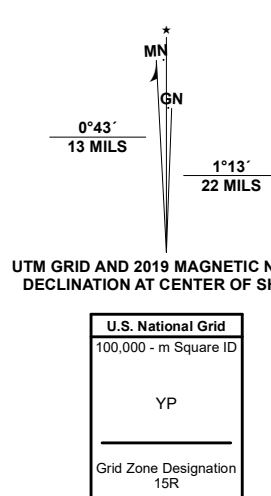 MN
GN
0°43´
13 MILS
1°13´
22 MILS
UTM GRID AND 2019 MAGNETIC
DECLINATION AT CENTER OF
U.S. National Grid
100,000 - m Square ID
YP
Grid Zone Designation
15R